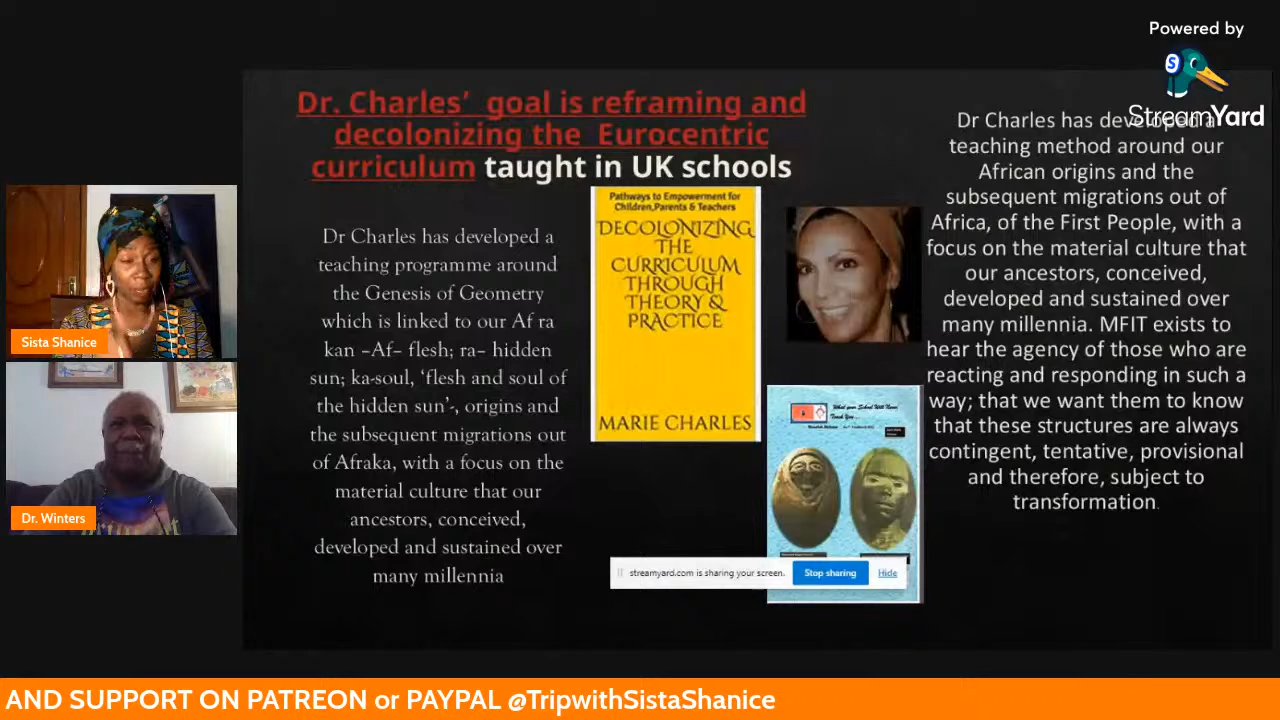 Powered by
StreamYard
Dr. Charles’ goal is reframing and
decolonizing the Eurocentric
curriculum taught in UK schools
Dr Charles has developed a
teaching programme around
the Genesis of Geometry
which is linked to our Af ra
kan –Af– flesh; ra– hidden
sun; ka-soul, ‘flesh and soul of
the hidden sun’-, origins and
the subsequent migrations out
of Afraka, with a focus on the
material culture that our
ancestors, conceived,
developed and sustained over
many millennia
Pathways to Empowerment for
Children,Parents & Teachers
DECOLONIZING
THE
CURRICULUM
THROUGH
THEORY &
PRACTICE
MARIE CHARLES
What your School Will Never
Teach You ...
Dr Charles has developed a
teaching method around our
African origins and the
subsequent migrations out of
Africa, of the First People, with a
focus on the material culture that
our ancestors, conceived,
developed and sustained over
many millennia. MFIT exists to
hear the agency of those who are
reacting and responding in such a
way; that we want them to know
that these structures are always
contingent, tentative, provisional
and therefore, subject to
transformation.
Sista Shanice
Dr. Winters
streamyard.com is sharing your screen.
Stop sharing
Hide
AND SUPPORT ON PATREON or PAYPAL @TripwithSistaShanice